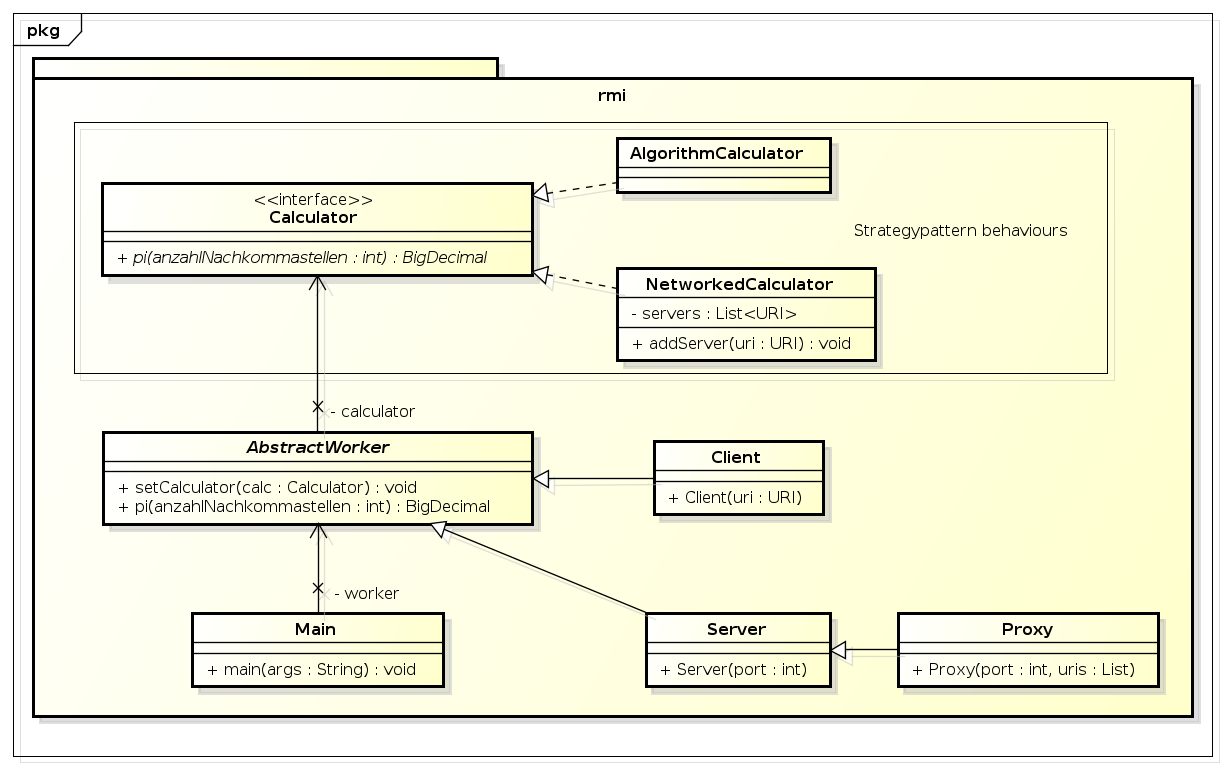 pkg
rmi
AlgorithmCalculator
<<interface>>
Calculator
+ pi(anzahlNachkommastellen : int) : BigDecimal
Strategypattern behaviours
NetworkedCalculator
- servers : List<URI>
+ addServer(uri : URI) : void
- calculator
AbstractWorker
+ setCalculator(calc : Calculator) : void
+ pi(anzahlNachkommastellen : int) : BigDecimal
Client
+ Client(uri : URI)
- worker
Main
+ main(args : String) : void
Server
+ Server(port : int)
Proxy
+ Proxy(port : int, uris : List)